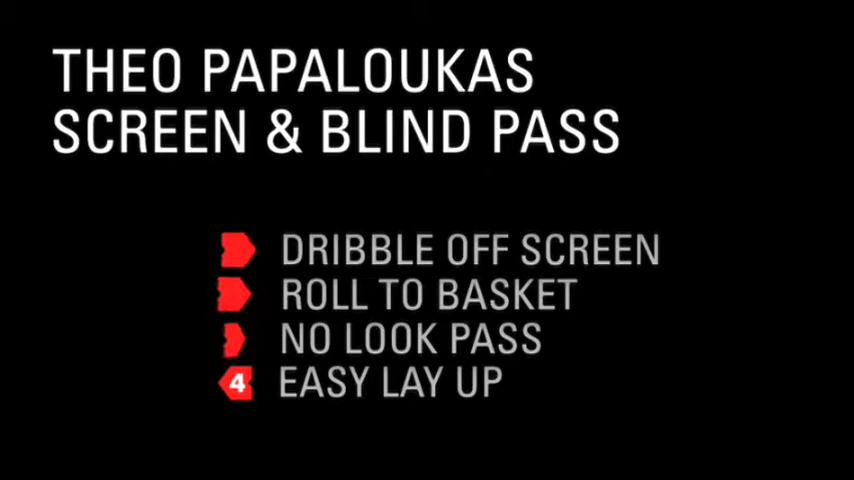 THEO PAPALOUKAS
SCREEN & BLIND PASS
DRIBBLE OFF SCREEN
ROLL TO BASKET
NO LOOK PASS
4 EASY LAY UP